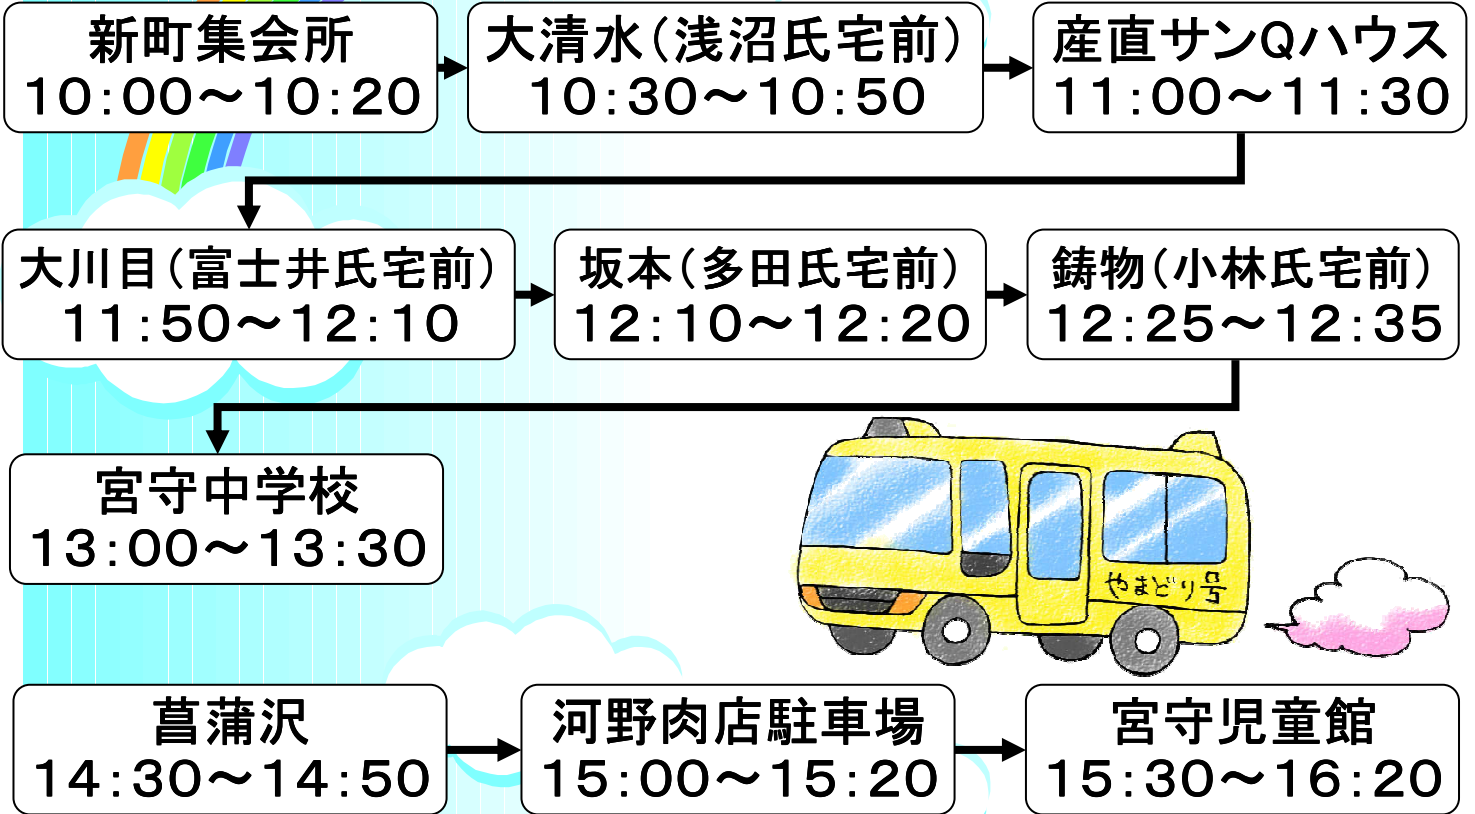 新町集会所
10:00～10:20
大清水(浅沼氏宅前)
10:30～10:50
産直サンQハウス
11:00～11:30
大川目(富士井氏宅前)
11:50～12:10
坂本(多田氏宅前)
12:10～12:20
鋳物(小林氏宅前)
12:25～12:35
宮守中学校
13:00～13:30
やまどり号
菖蒲沢
14:30～14:50
河野肉店駐車場
15:00～15:20
宮守児童館
15:30～16:20